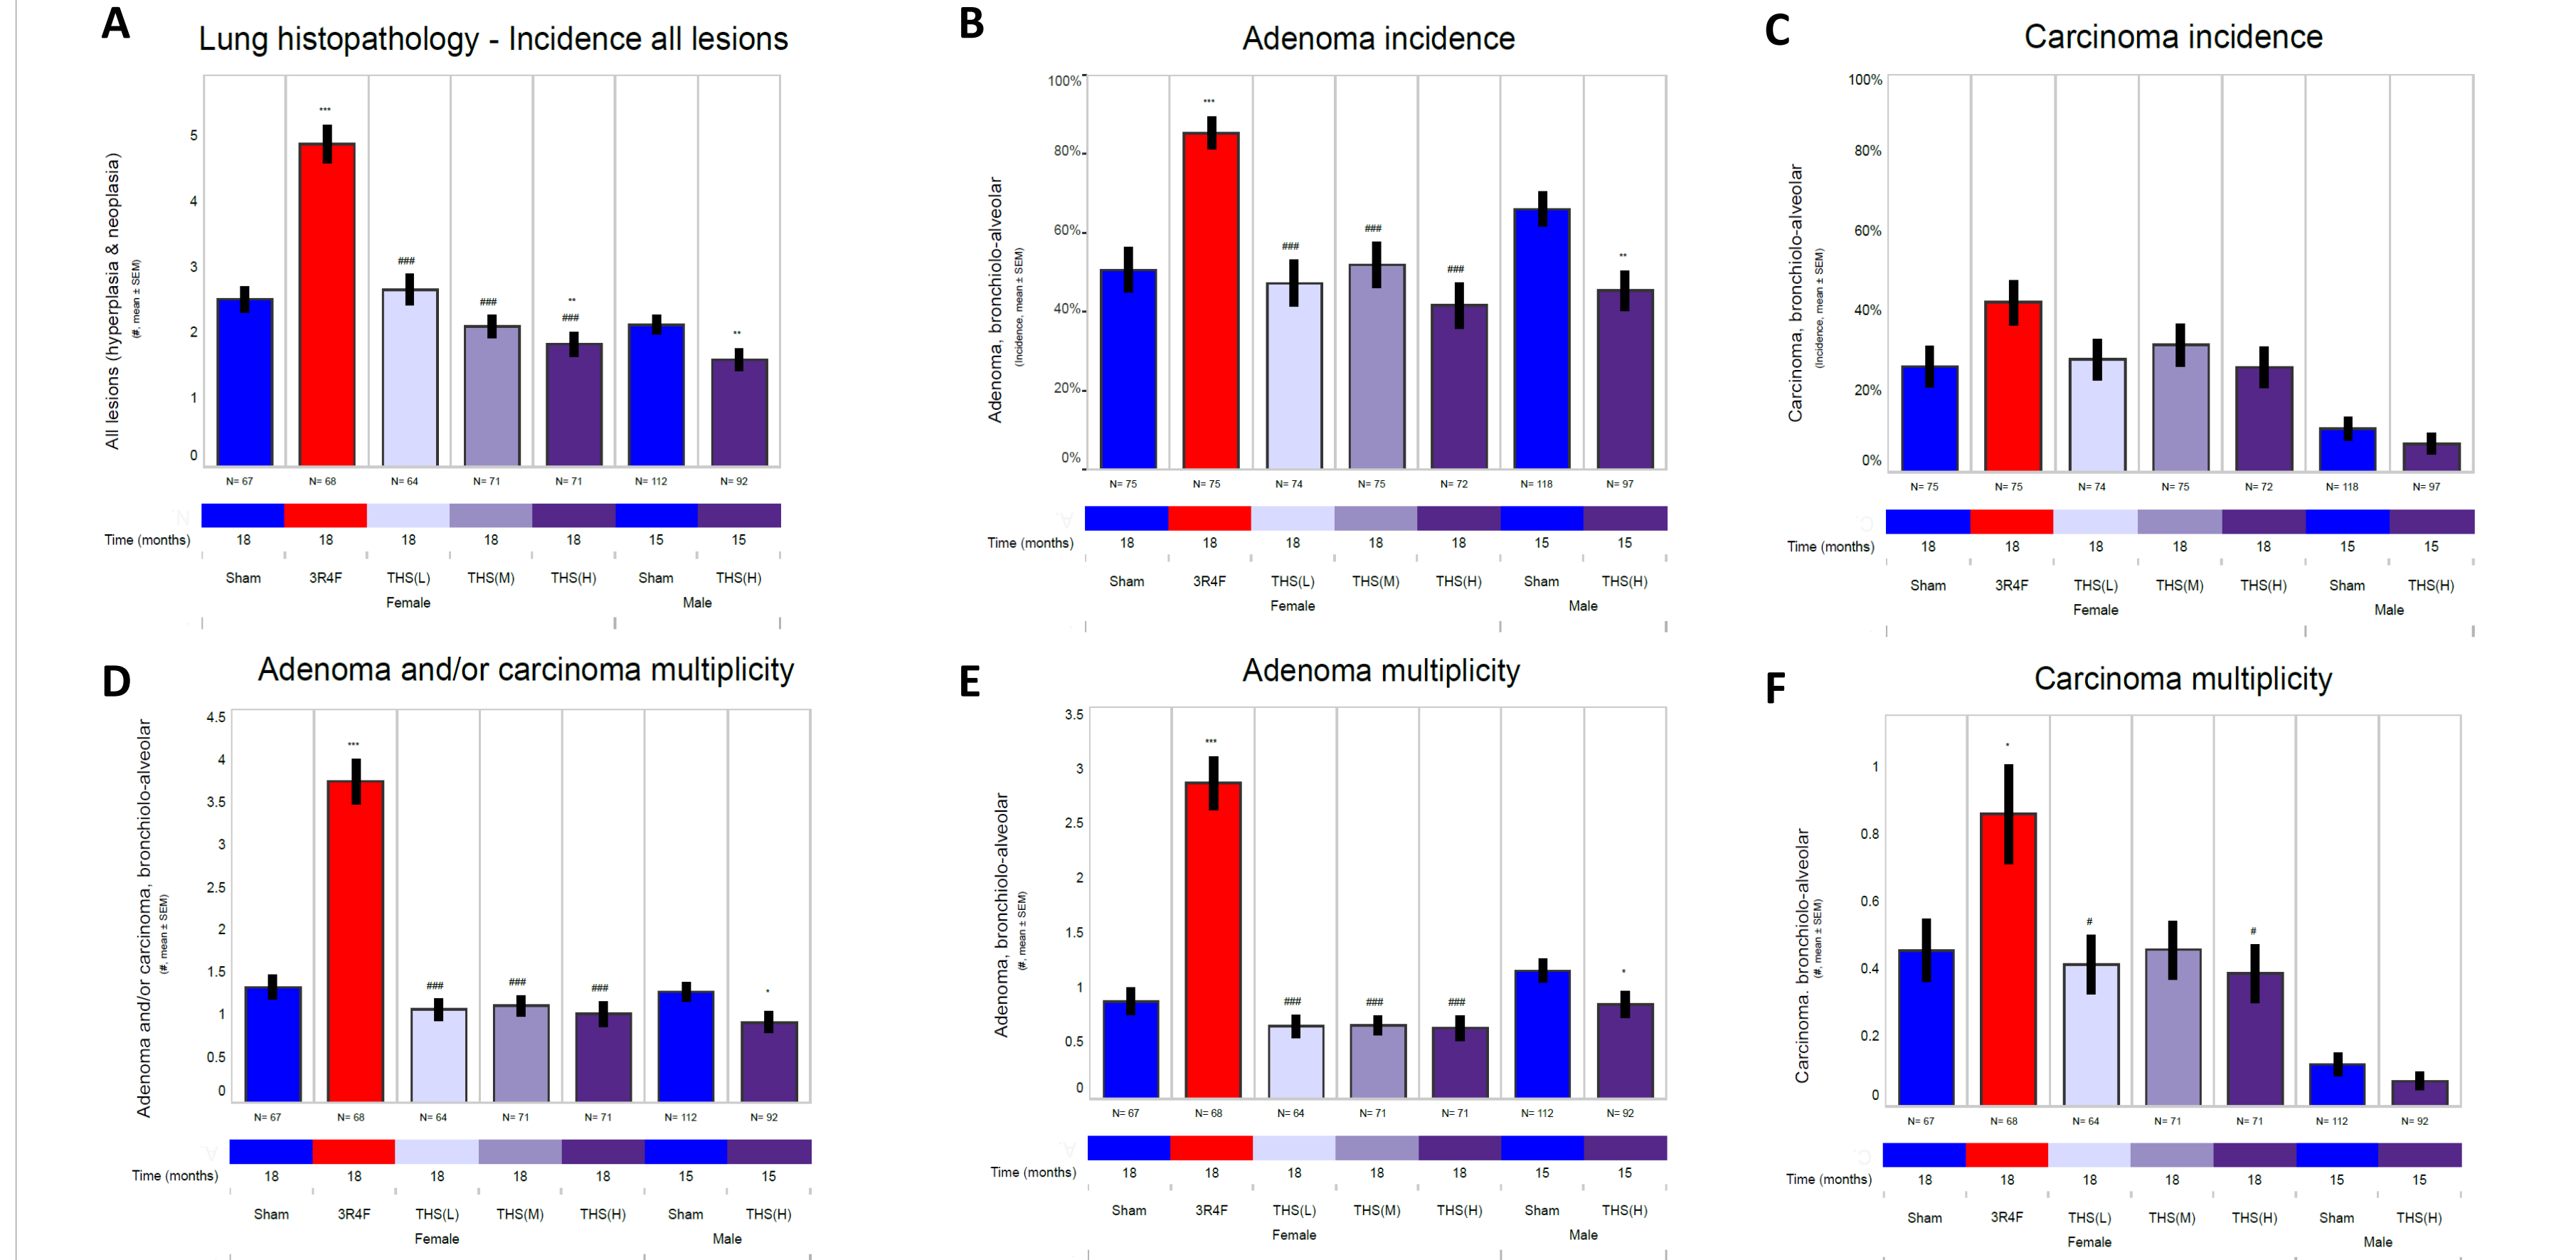 A
Lung histopathology - Incidence all lesions
All lesions (hyperplasia & neoplasia)
(#, mean ± SEM)
5
4
3
2
1
0
***
###
###
**
###
**
N= 67 N= 68 N= 64 N= 71 N= 71 N= 112 N= 92
Time (months) 18 18 18 18 18 15 15
Sham 3R4F THS(L) THS(M) THS(H) Sham THS(H)
Female Male
B
Adenoma incidence
Adenoma, bronchiolo-alveolar
(Incidence, mean ± SEM)
100%
80%
60%
40%
20%
0%
***
###
###
###
**
N= 75 N= 75 N= 74 N= 75 N= 72 N= 118 N= 97
Time (months) 18 18 18 18 18 15 15
Sham 3R4F THS(L) THS(M) THS(H) Sham THS(H)
Female Male
C
Carcinoma incidence
Carcinoma, bronchiolo-alveolar
(Incidence, mean ± SEM)
100%
80%
60%
40%
20%
0%
N= 75 N= 75 N= 74 N= 75 N= 72 N= 118 N= 97
Time (months) 18 18 18 18 18 15 15
Sham 3R4F THS(L) THS(M) THS(H) Sham THS(H)
Female Male
D
Adenoma and/or carcinoma multiplicity
Adenoma and/or carcinoma, bronchiolo-alveolar
(#, mean ± SEM)
4.5
4
3.5
3
2.5
2
1.5
1
0.5
0
***
###
###
###
*
N= 67 N= 68 N= 64 N= 71 N= 71 N= 112 N= 92
Time (months) 18 18 18 18 18 15 15
Sham 3R4F THS(L) THS(M) THS(H) Sham THS(H)
Female Male
E
Adenoma multiplicity
Adenoma, bronchiolo-alveolar
(#, mean ± SEM)
3.5
3
2.5
2
1.5
1
0.5
0
***
###
###
###
*
N= 67 N= 68 N= 64 N= 71 N= 71 N= 112 N= 92
Time (months) 18 18 18 18 18 15 15
Sham 3R4F THS(L) THS(M) THS(H) Sham THS(H)
Female Male
F
Carcinoma multiplicity
Carcinoma. bronchiolo-alveolar
(#, mean ± SEM)
1
0.8
0.6
0.4
0.2
0
*
#
#
N= 67 N= 68 N= 64 N= 71 N= 71 N= 112 N= 92
Time (months) 18 18 18 18 18 15 15
Sham 3R4F THS(L) THS(M) THS(H) Sham THS(H)
Female Male